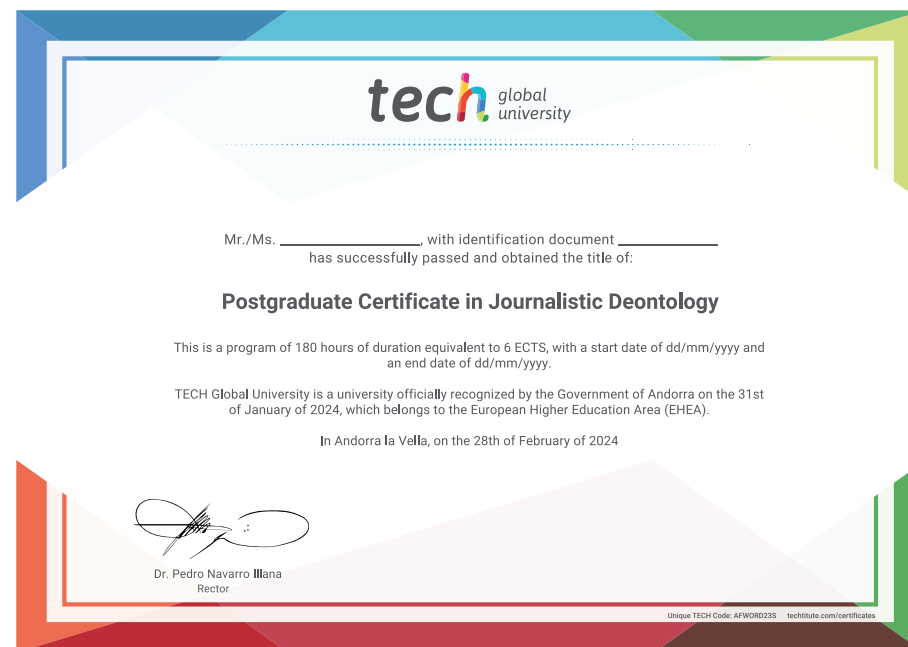 tech global
university
Mr./Ms. ____________, with identification document ____________
has successfully passed and obtained the title of:
Postgraduate Certificate in Journalistic Deontology
This is a program of 180 hours of duration equivalent to 6 ECTS, with a start date of dd/mm/yyyy and
an end date of dd/mm/yyyy.
TECH Global University is a university officially recognized by the Government of Andorra on the 31st
of January of 2024, which belongs to the European Higher Education Area (EHEA).
In Andorra la Vella, on the 28th of February of 2024
Dr. Pedro Navarro Illana
Rector
Unique TECH Code: AFWORD23S techtitute.com/certificates